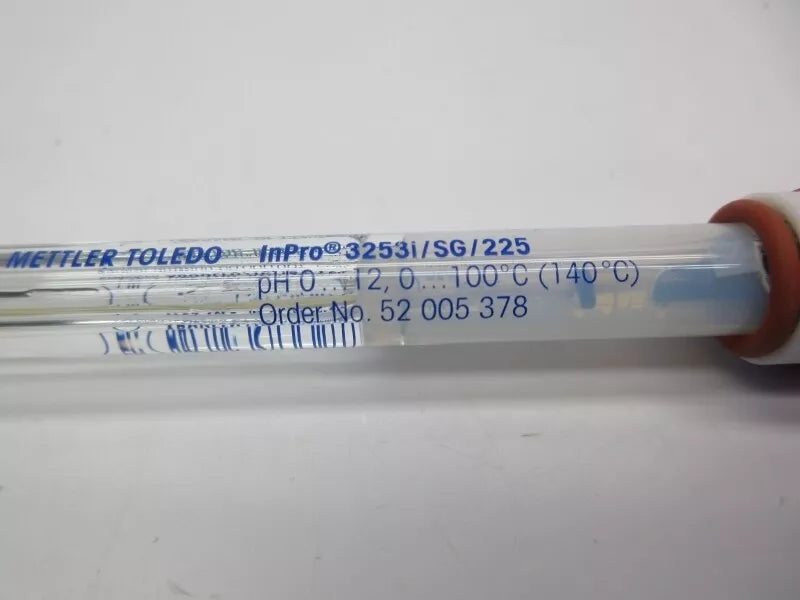 METTLER TOLEDO InPro® 3253i/SG/225
pH 0...12, 0...100°C (140°C)
Order No. 52 005 378